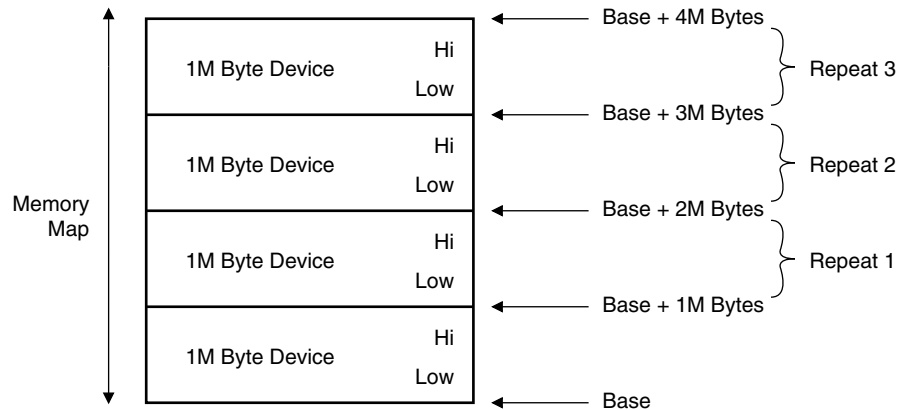 Base + 4M Bytes
Hi
1M Byte Device
Repeat 3
Low
Base + 3M Bytes
Hi
1M Byte Device
Repeat 2
Low
Memory
Map
Base + 2M Bytes
Hi
1M Byte Device
Repeat 1
Low
Base + 1M Bytes
Hi
1M Byte Device
Low
Base